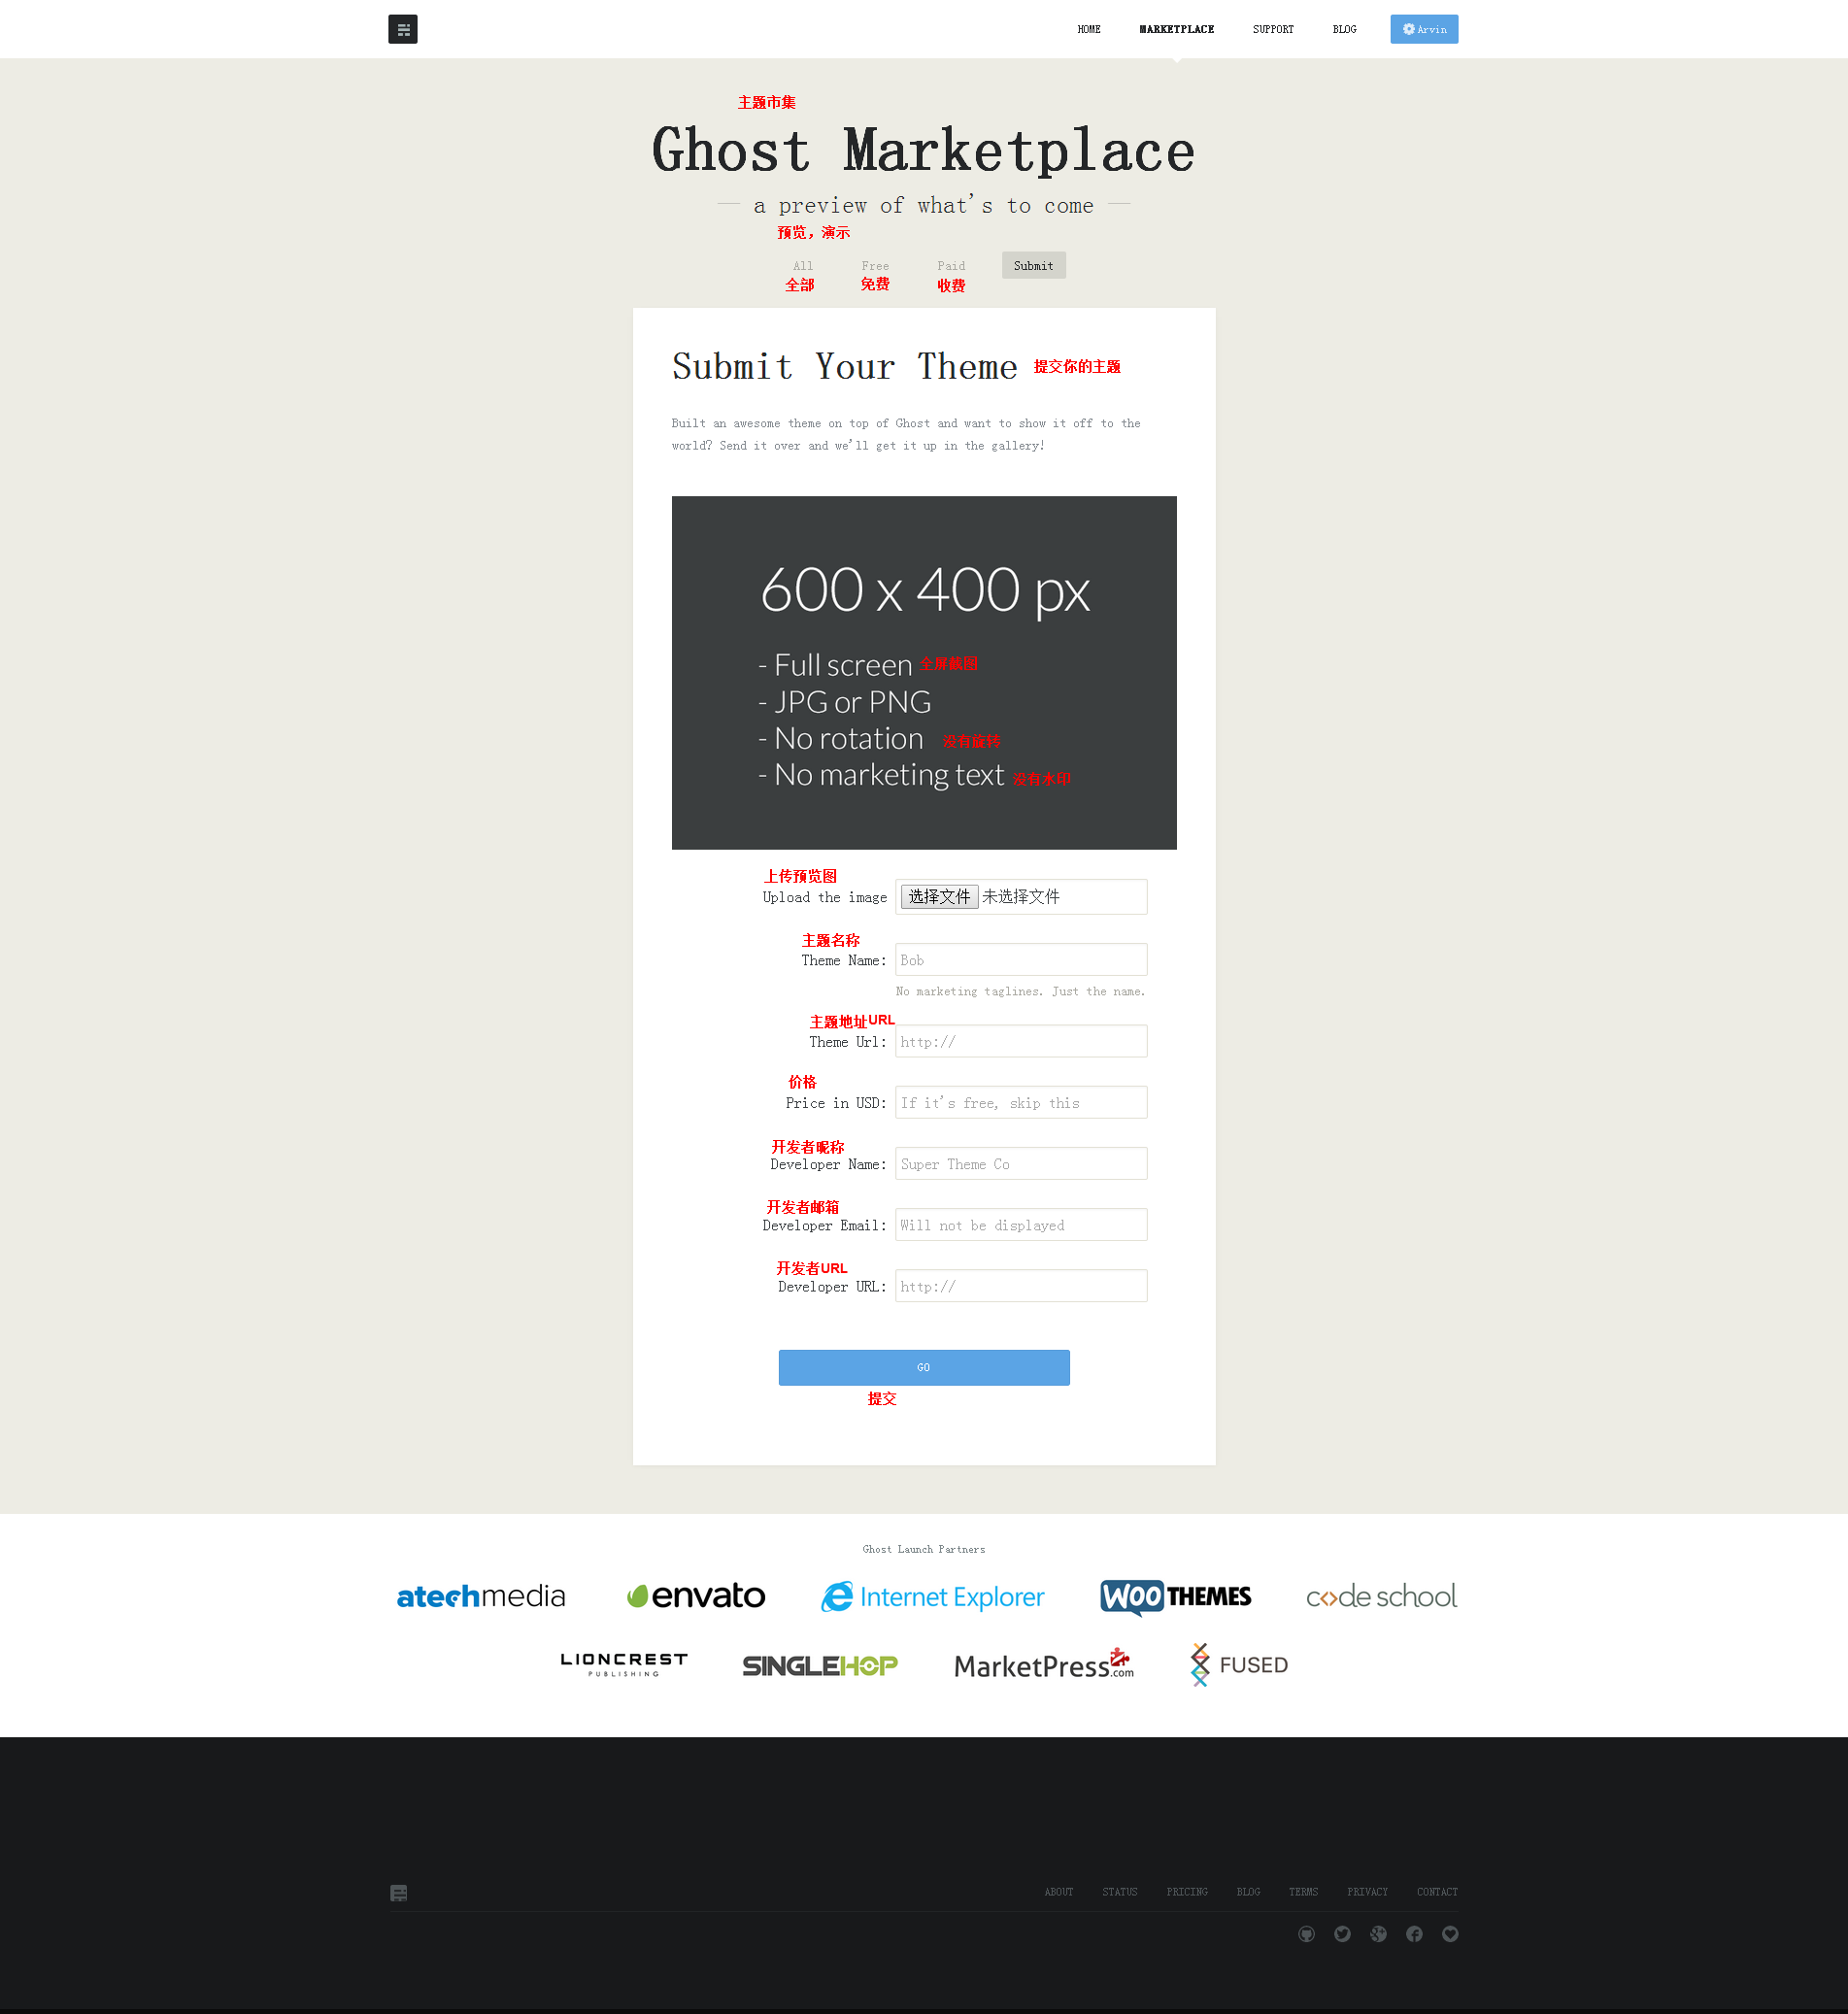 HOME MARKETPLACE SUPPORT BLOG Arvin
主题市集
Ghost Marketplace
a preview of what's to come
预览，演示
All Free Paid Submit
全部 免费 收费
Submit Your Theme 提交你的主题
Built an awesome theme on top of Ghost and want to show it off to the
world? Send it over and we'll get it up in the gallery!
600 x 400 px
- Full screen 全屏截图
- JPG or PNG
- No rotation 没有旋转
- No marketing text 没有水印
上传预览图
Upload the image 选择文件 未选择文件
主题名称
Theme Name: Bob
No marketing taglines. Just the name.
主题地址URL
Theme Url: http://
价格
Price in USD: If it's free, skip this
开发者昵称
Developer Name: Super Theme Co
开发者邮箱
Developer Email: Will not be displayed
开发者URL
Developer URL: http://
GO
提交
Ghost Launch Partners
atechmedia envato Internet Explorer WOOTHEMES code school
LIONCREST PUBLISHING SINGLEHOP MarketPress.com FUSED
ABOUT STATUS PRICING BLOG TERMS PRIVACY CONTACT